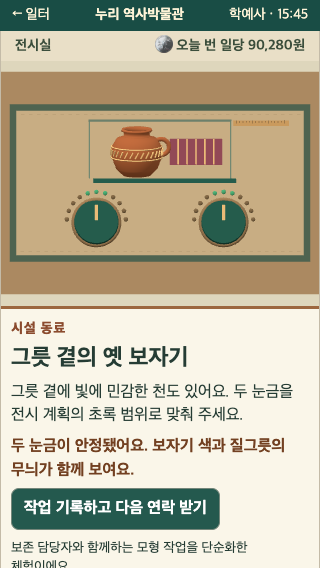 ← 일터 누리 역사박물관 학예사 · 15:45
전시실 오늘 번 일당 90,280원
시설 동료
그릇 곁의 옛 보자기
그릇 곁에 빛에 민감한 천도 있어요. 두 눈금을
전시 계획의 초록 범위로 맞춰 주세요.
두 눈금이 안정됐어요. 보자기 색과 질그릇의
무늬가 함께 보여요.
작업 기록하고 다음 연락 받기
보존 담당자와 함께하는 모형 작업을 단순화한
체험이에요